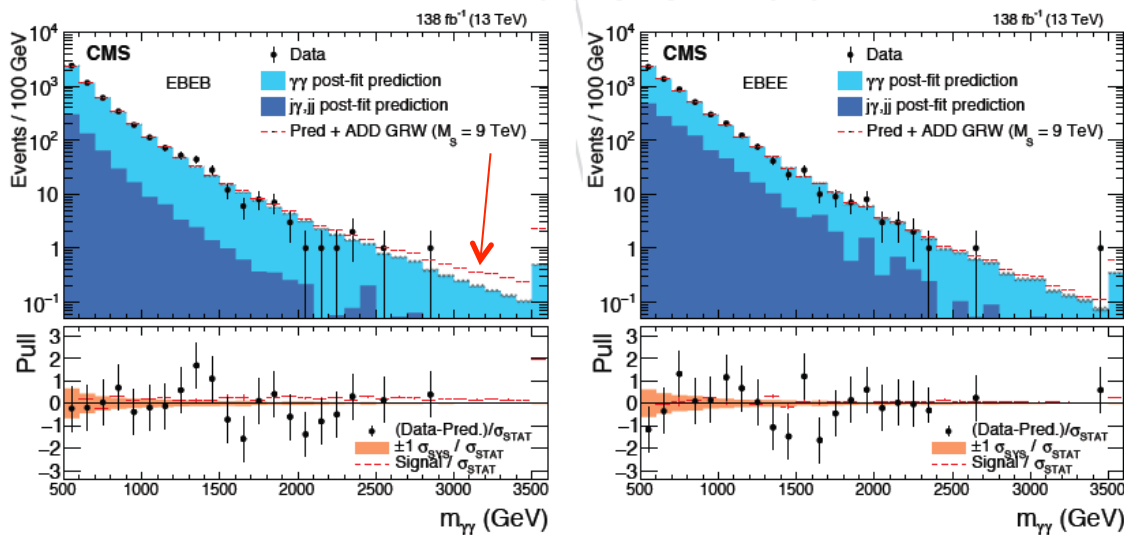 138 fb⁻¹ (13 TeV)
CMS
EBEB
Data
γγ post-fit prediction
jγ,jj post-fit prediction
Pred + ADD GRW (M_S = 9 TeV)
Events / 100 GeV
10⁴
10³
10²
10
1
10⁻¹
Pull
3
2
1
0
−1
−2
−3
(Data-Pred.)/σ_STAT
±1 σ_SYS / σ_STAT
Signal / σ_STAT
500 1000 1500 2000 2500 3000 3500
m_γγ (GeV)
138 fb⁻¹ (13 TeV)
CMS
EBEE
Data
γγ post-fit prediction
jγ,jj post-fit prediction
Pred + ADD GRW (M_S = 9 TeV)
Events / 100 GeV
10⁴
10³
10²
10
1
10⁻¹
Pull
3
2
1
0
−1
−2
−3
(Data-Pred.)/σ_STAT
±1 σ_SYS / σ_STAT
Signal / σ_STAT
500 1000 1500 2000 2500 3000 3500
m_γγ (GeV)